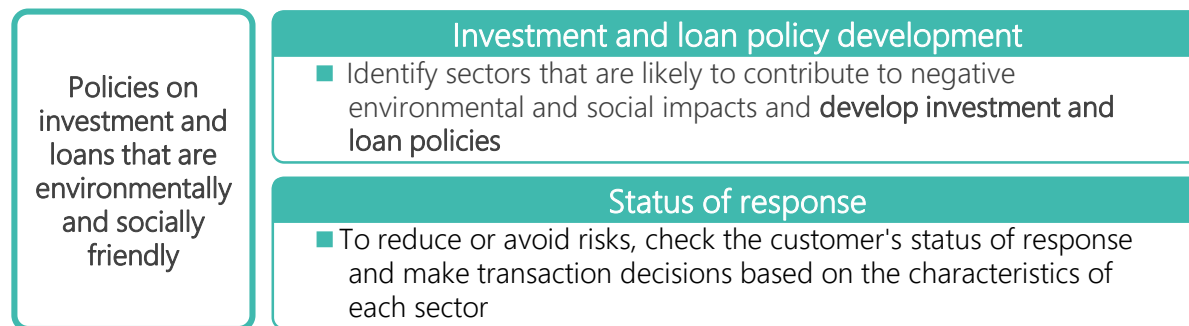 Policies on
investment and
loans that are
environmentally
and socially
friendly
Investment and loan policy development
■ Identify sectors that are likely to contribute to negative
environmental and social impacts and develop investment and
loan policies
Status of response
■ To reduce or avoid risks, check the customer's status of response
and make transaction decisions based on the characteristics of
each sector